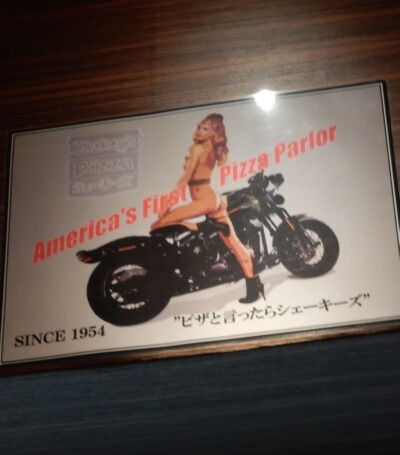 Shakey's
PIZZA
シェーキーズ
America's First Pizza Parlor
SINCE 1954
"ピザと言ったらシェーキーズ"